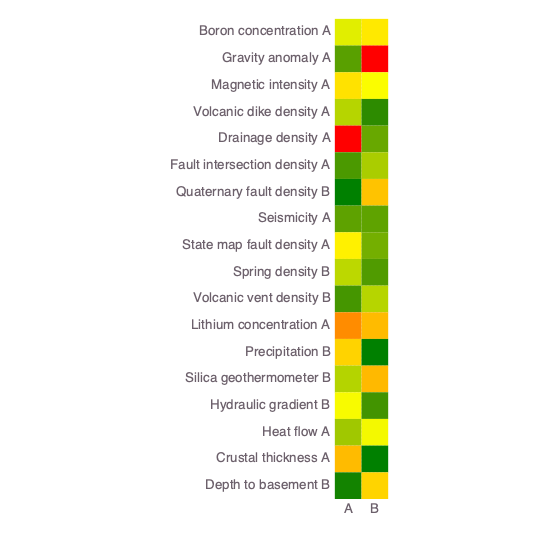 Boron concentration A
Gravity anomaly A
Magnetic intensity A
Volcanic dike density A
Drainage density A
Fault intersection density A
Quaternary fault density B
Seismicity A
State map fault density A
Spring density B
Volcanic vent density B
Lithium concentration A
Precipitation B
Silica geothermometer B
Hydraulic gradient B
Heat flow A
Crustal thickness A
Depth to basement B
A B